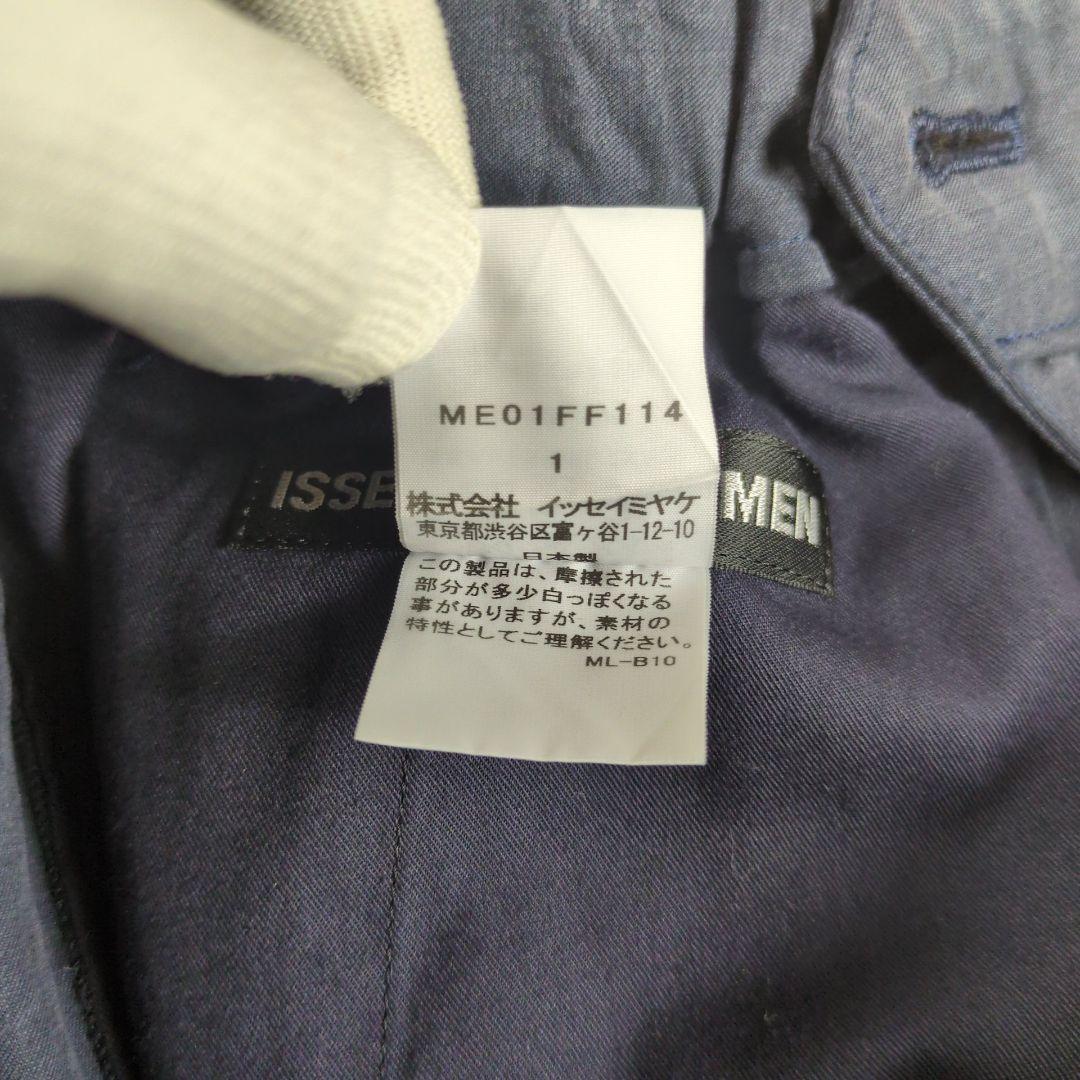 ME01FF114
1
ISSE
MEN
株式会社 イッセイミヤケ
東京都渋谷区富ヶ谷1-12-10
日本製
この製品は、摩擦された
部分が多少白っぽくなる
事がありますが、素材の
特性としてご理解ください。
ML-B10